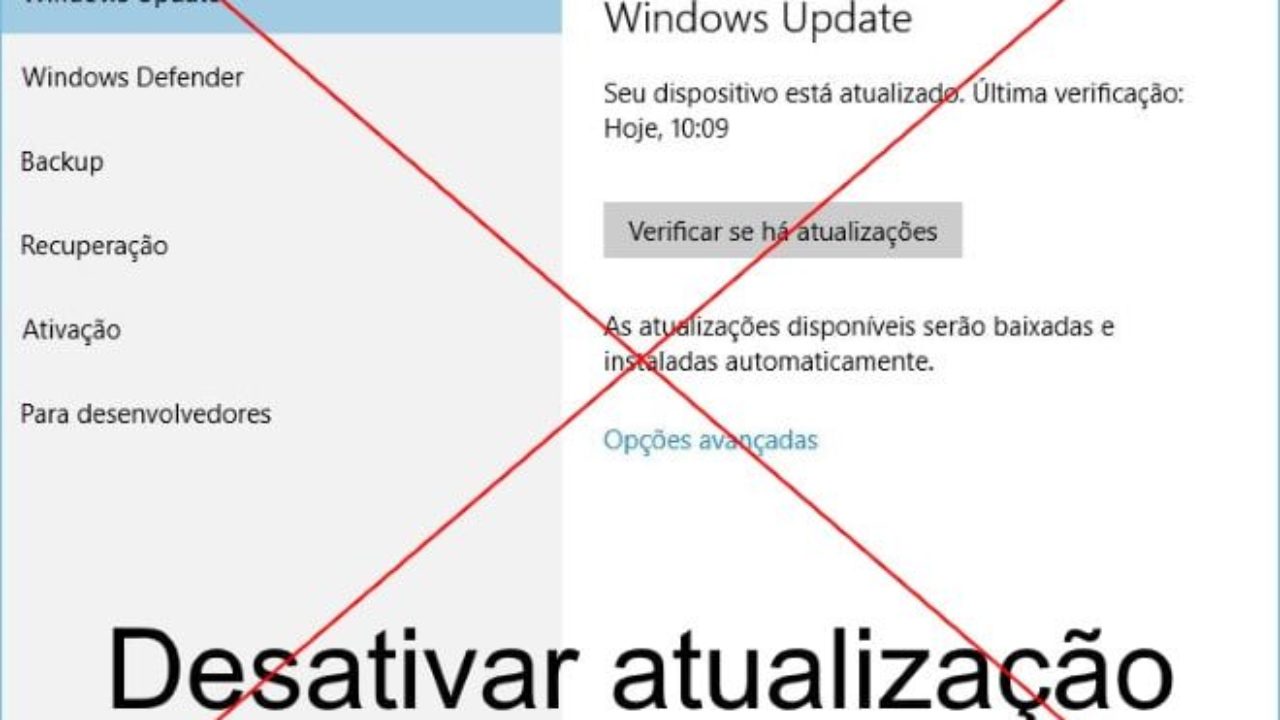 Windows Update
Windows Update
Windows Defender
Seu dispositivo está atualizado. Última verificação:
Hoje, 10:09
Backup
Verificar se há atualizações
Recuperação
Ativação
As atualizações disponíveis serão baixadas e
instaladas automaticamente.
Para desenvolvedores
Opções avançadas
Desativar atualização